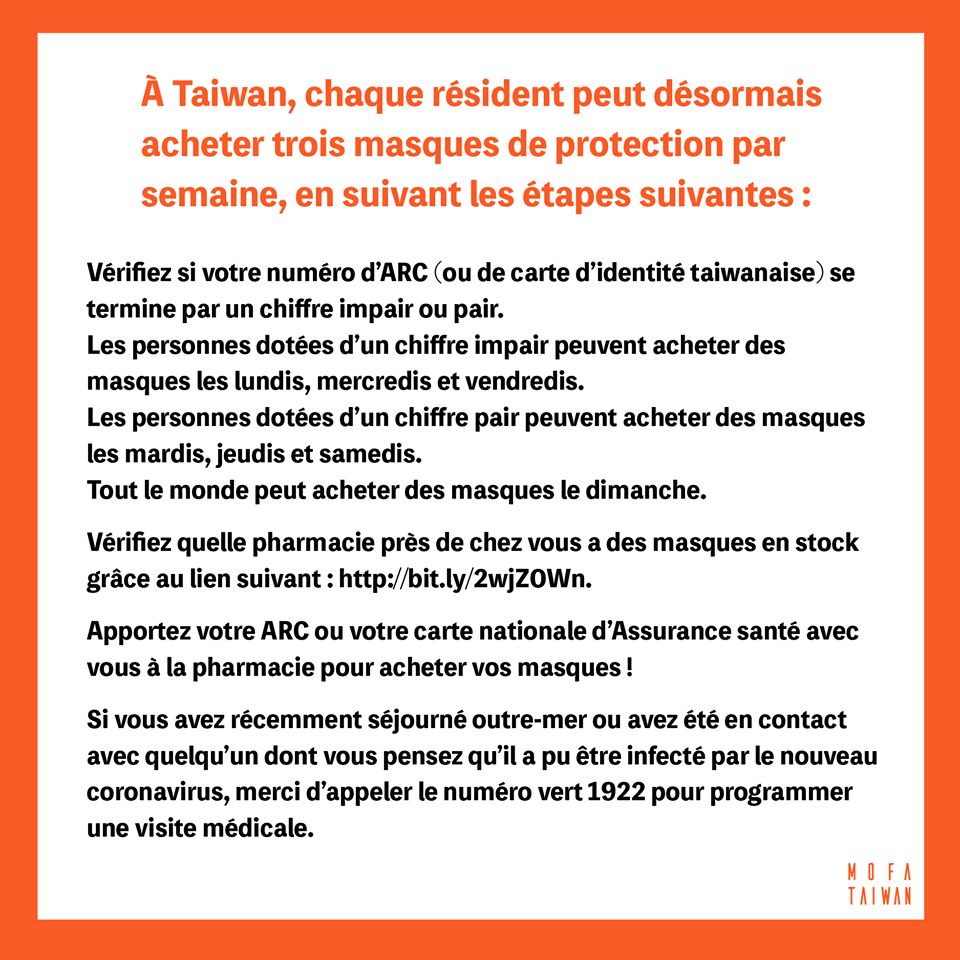 À Taiwan, chaque résident peut désormais
acheter trois masques de protection par
semaine, en suivant les étapes suivantes :
Vérifiez si votre numéro d’ARC (ou de carte d’identité taiwanaise) se
termine par un chiffre impair ou pair.
Les personnes dotées d’un chiffre impair peuvent acheter des
masques les lundis, mercredis et vendredis.
Les personnes dotées d’un chiffre pair peuvent acheter des masques
les mardis, jeudis et samedis.
Tout le monde peut acheter des masques le dimanche.
Vérifiez quelle pharmacie près de chez vous a des masques en stock
grâce au lien suivant : http://bit.ly/2wjZOWn.
Apportez votre ARC ou votre carte nationale d’Assurance santé avec
vous à la pharmacie pour acheter vos masques !
Si vous avez récemment séjourné outre-mer ou avez été en contact
avec quelqu’un dont vous pensez qu’il a pu être infecté par le nouveau
coronavirus, merci d’appeler le numéro vert 1922 pour programmer
une visite médicale.
MOFA
TAIWAN